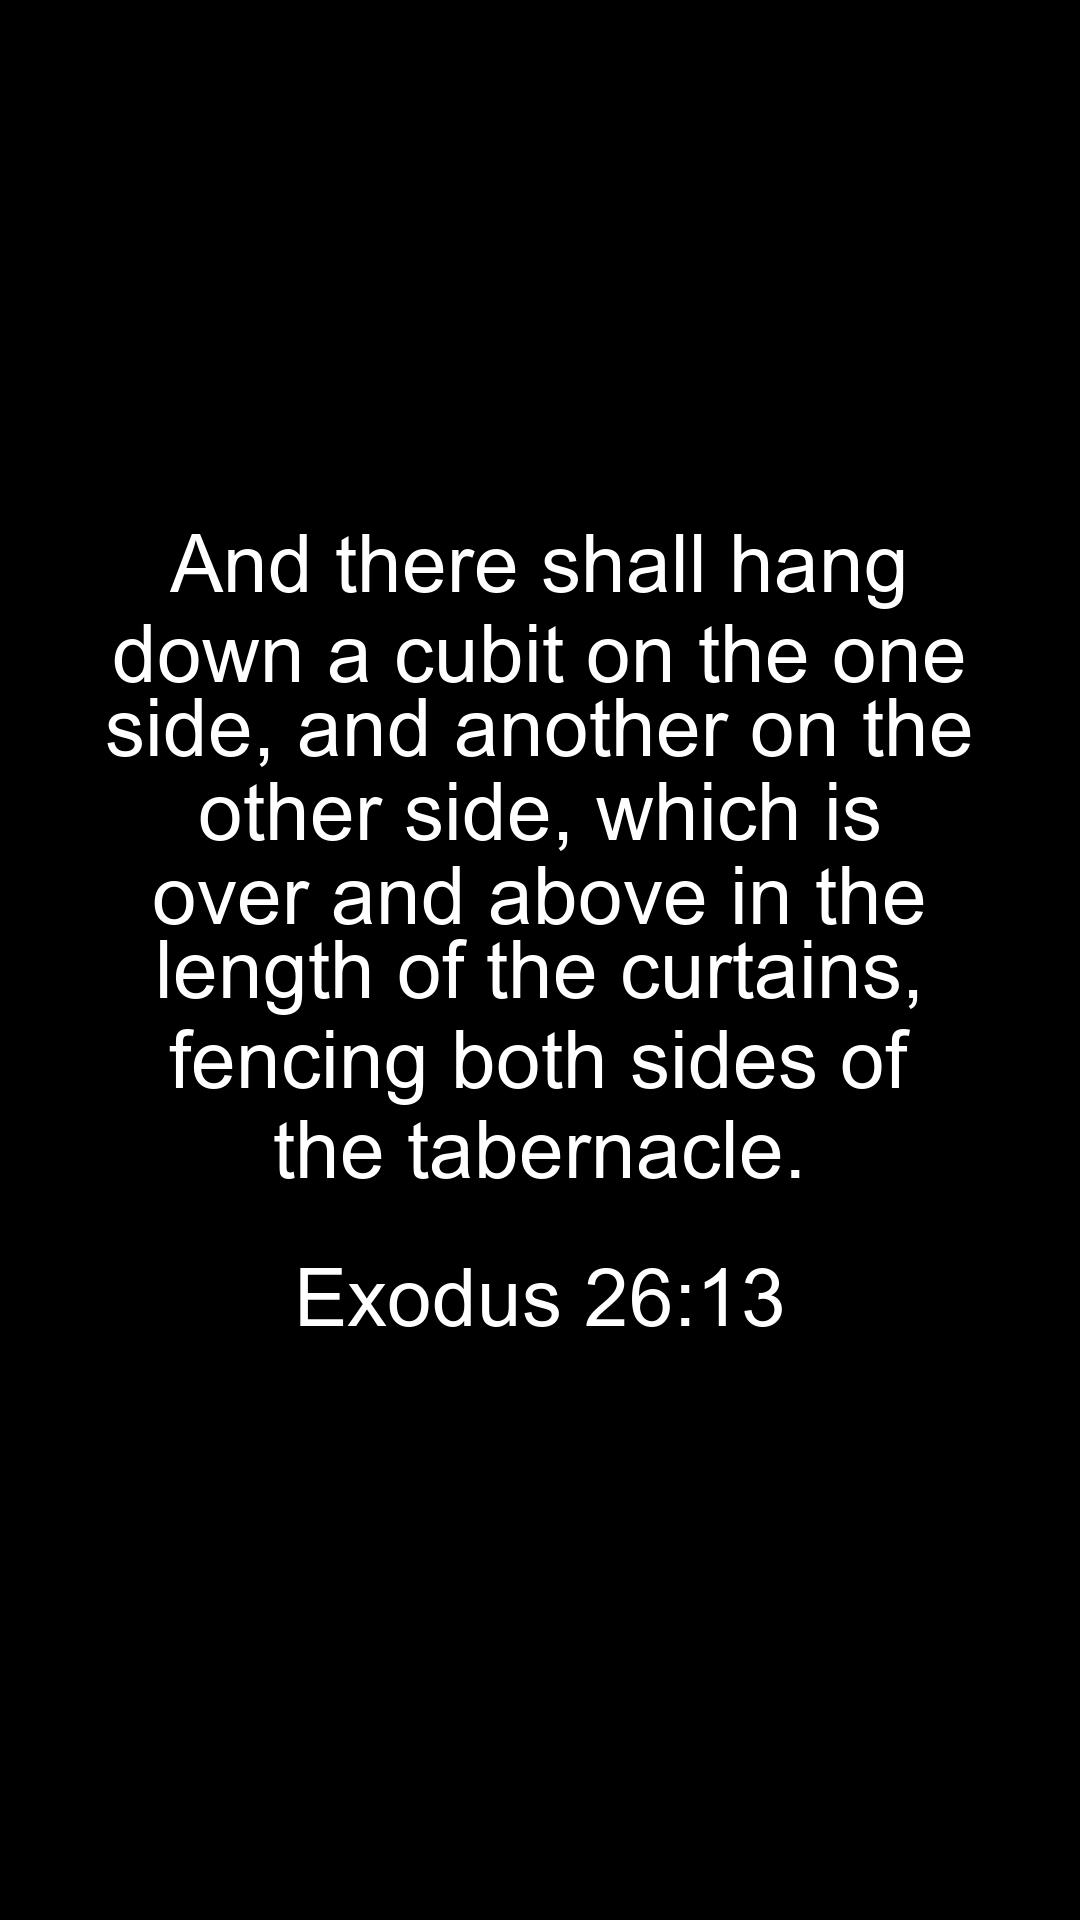 And there shall hang
down a cubit on the one
side, and another on the
other side, which is
over and above in the
length of the curtains,
fencing both sides of
the tabernacle.
Exodus 26:13